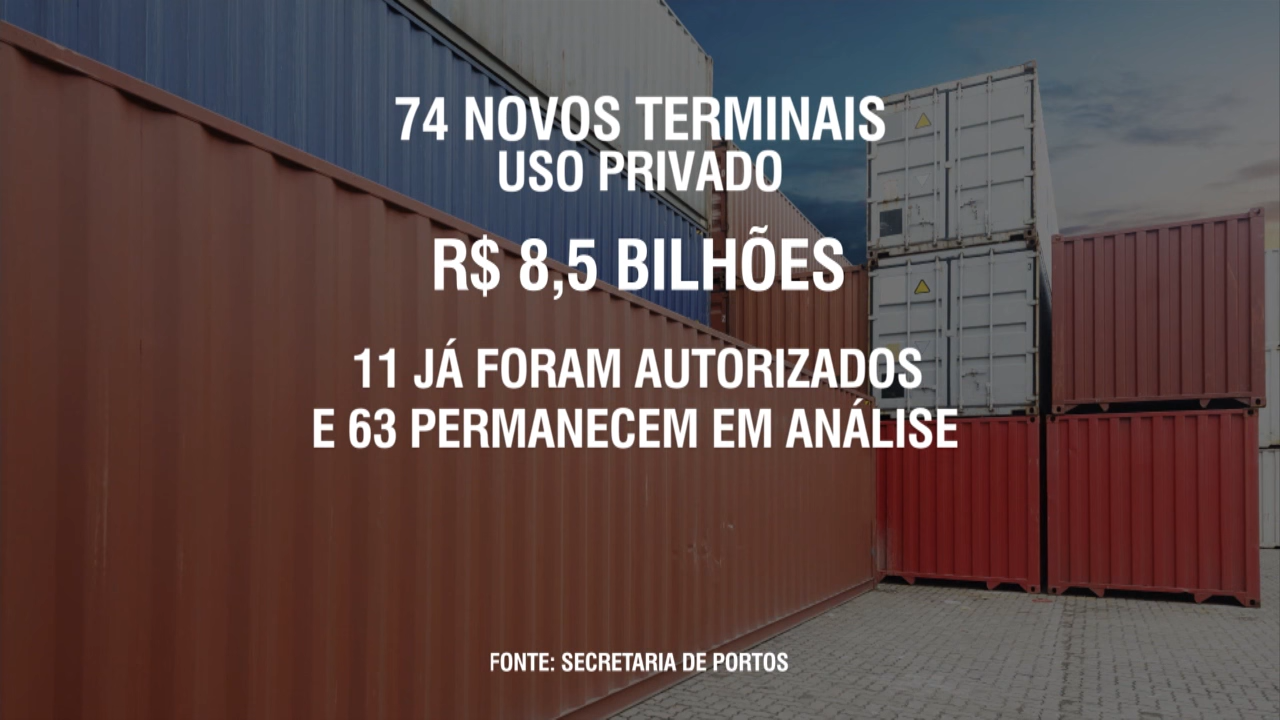 74 NOVOS TERMINAIS
USO PRIVADO
R$ 8,5 BILHÕES
11 JÁ FORAM AUTORIZADOS
E 63 PERMANECEM EM ANÁLISE
FONTE: SECRETARIA DE PORTOS